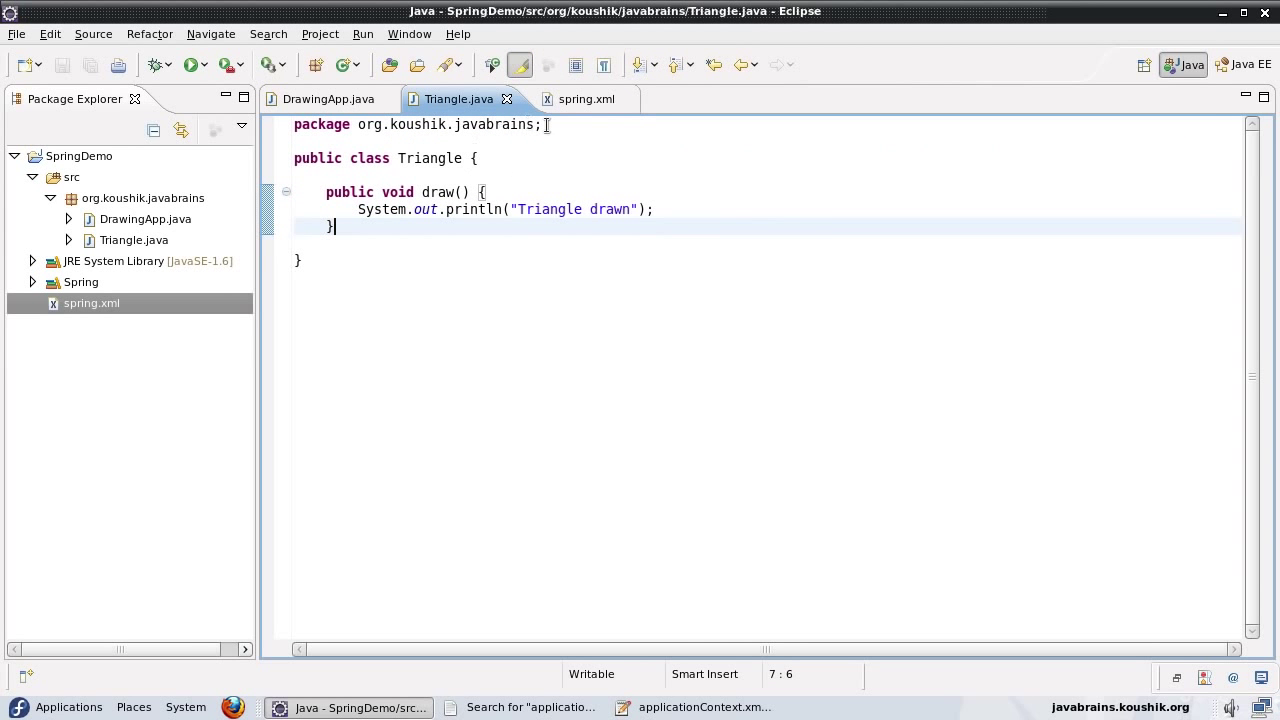 Java - SpringDemo/src/org/koushik/javabrains/Triangle.java - Eclipse
File Edit Source Refactor Navigate Search Project Run Window Help
Java Java EE
Package Explorer
DrawingApp.java Triangle.java spring.xml
SpringDemo
src
org.koushik.javabrains
DrawingApp.java
Triangle.java
JRE System Library [JavaSE-1.6]
Spring
spring.xml
package org.koushik.javabrains;
public class Triangle {
public void draw() {
System.out.println("Triangle drawn");
}
}
Writable Smart Insert 7 : 6
Applications Places System Java - SpringDemo/src... Search for "applicatio... applicationContext.xm... javabrains.koushik.org